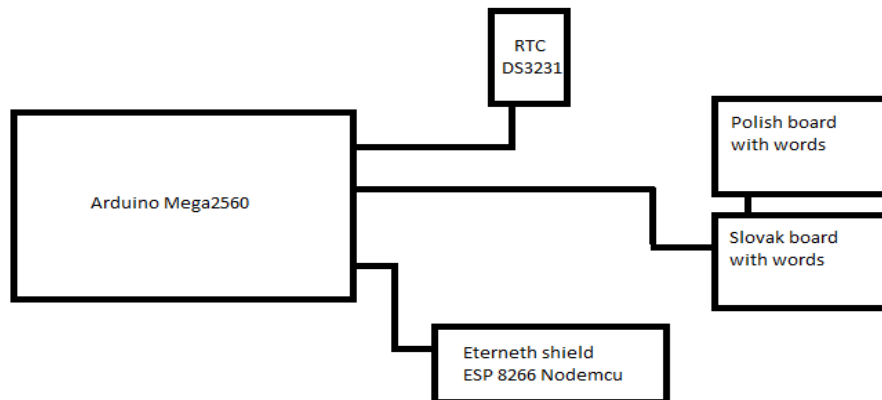 RTC
DS3231
Polish board
with words
Arduino Mega2560
Slovak board
with words
Eterneth shield
ESP 8266 Nodemcu